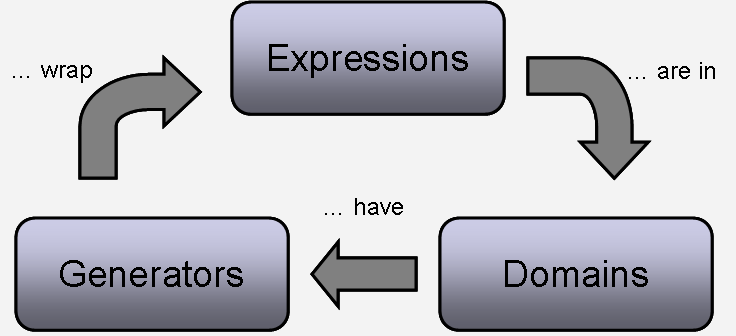 Expressions
... wrap
... are in
... have
Generators
Domains